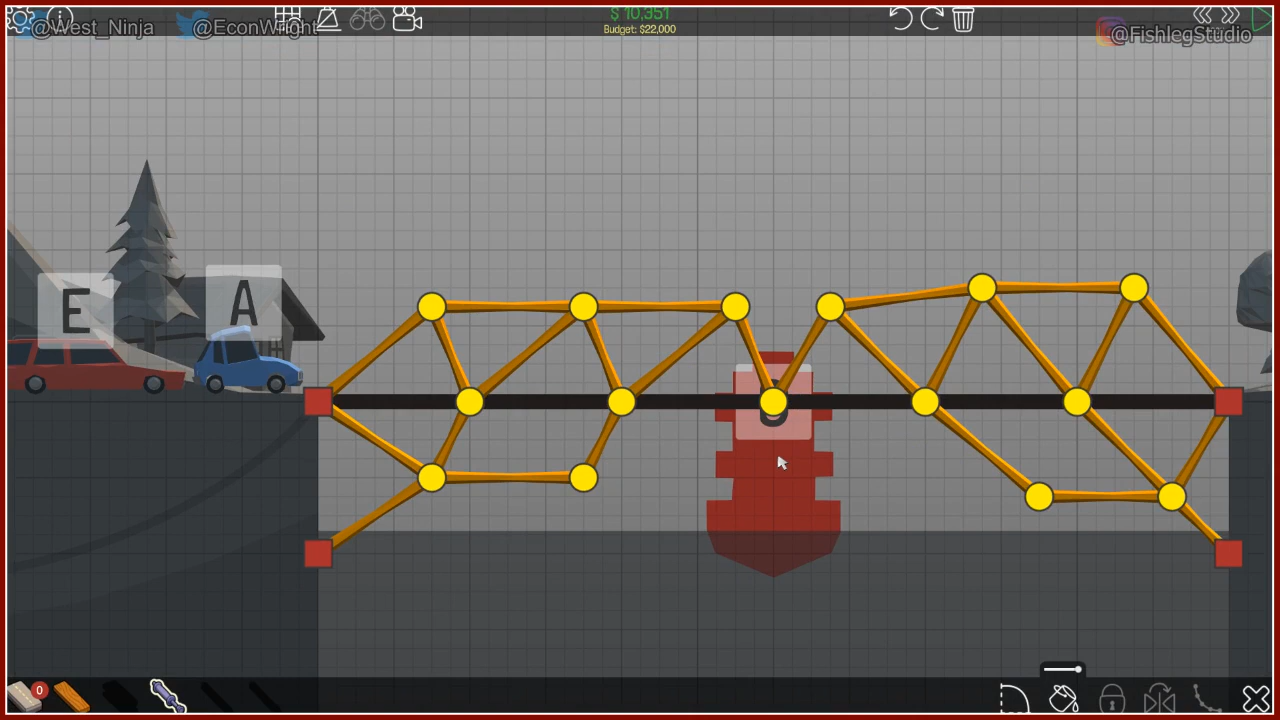 @West_Ninja
@EconWright
$ 10,351
Budget: $22,000
@FishlegStudio
E
A
0